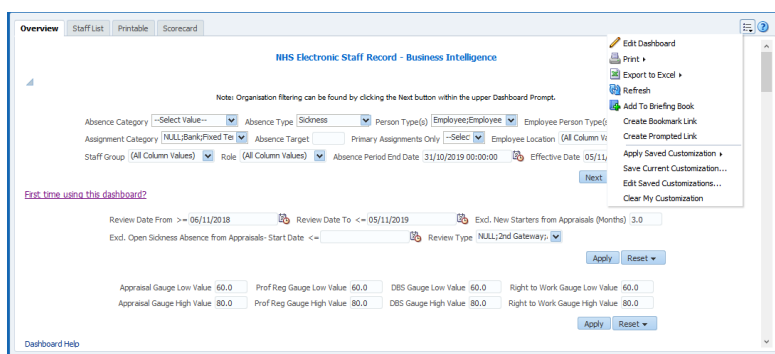 Overview Staff List Printable Scorecard
Edit Dashboard
Print
Export to Excel
Refresh
Add To Briefing Book
Create Bookmark Link
Create Prompted Link
Apply Saved Customization
Save Current Customization...
Edit Saved Customizations...
Clear My Customization
NHS Electronic Staff Record - Business Intelligence
Note: Organisation filtering can be found by clicking the Next button within the upper Dashboard Prompt.
Absence Category --Select Value-- Absence Type Sickness Person Type(s) Employee;Employee Employee Person Type(s
Assignment Category NULL;Bank;Fixed Ter Absence Target Primary Assignments Only --Selec Employee Location (All Column Va
Staff Group (All Column Values) Role (All Column Values) Absence Period End Date 31/10/2019 00:00:00 Effective Date 05/11/
Next
First time using this dashboard?
Review Date From >= 06/11/2018 Review Date To <= 05/11/2019 Excl. New Starters from Appraisals (Months) 3.0
Excl. Open Sickness Absence from Appraisals- Start Date <= Review Type NULL;2nd Gateway;.
Apply Reset
Appraisal Gauge Low Value 60.0 Prof Reg Gauge Low Value 60.0 DBS Gauge Low Value 60.0 Right to Work Gauge Low Value 60.0
Appraisal Gauge High Value 80.0 Prof Reg Gauge High Value 80.0 DBS Gauge High Value 80.0 Right to Work Gauge High Value 80.0
Apply Reset
Dashboard Help